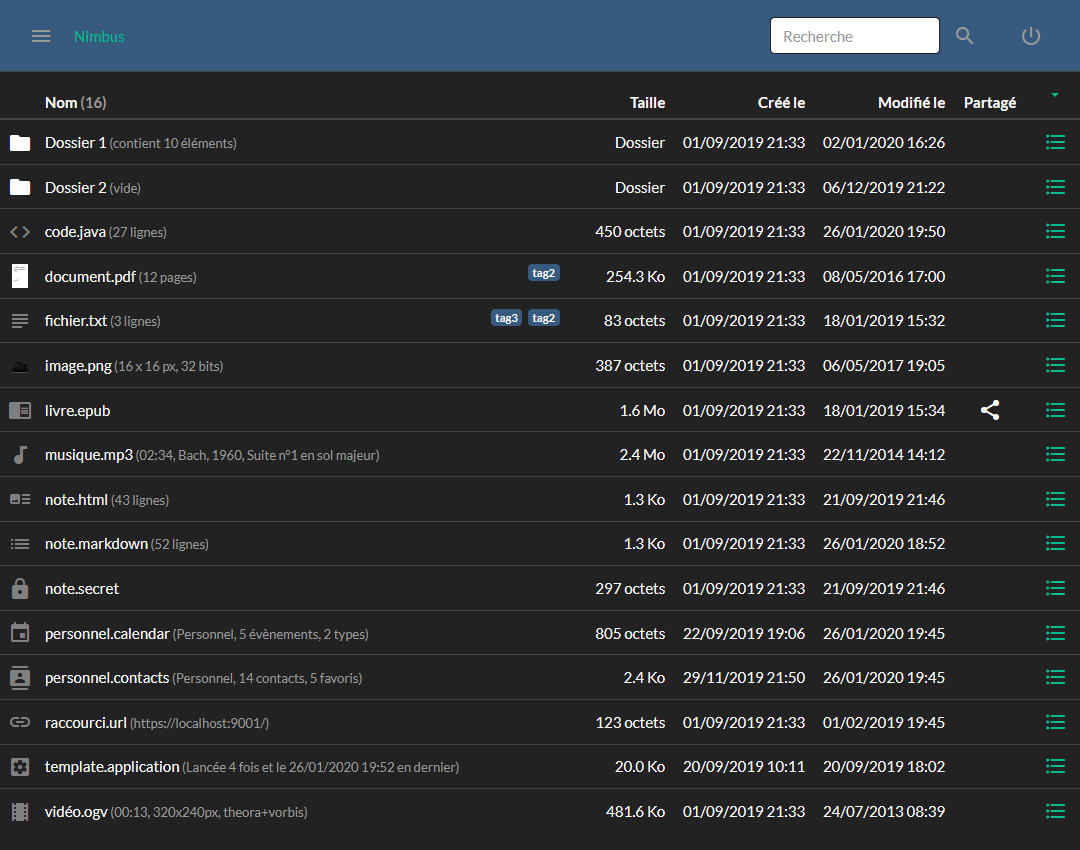 Nimbus Recherche
Nom (16) Taille Créé le Modifié le Partagé
Dossier 1 (contient 10 éléments) Dossier 01/09/2019 21:33 02/01/2020 16:26
Dossier 2 (vide) Dossier 01/09/2019 21:33 06/12/2019 21:22
code.java (27 lignes) 450 octets 01/09/2019 21:33 26/01/2020 19:50
document.pdf (12 pages) tag2 254.3 Ko 01/09/2019 21:33 08/05/2016 17:00
fichier.txt (3 lignes) tag3 tag2 83 octets 01/09/2019 21:33 18/01/2019 15:32
image.png (16 x 16 px, 32 bits) 387 octets 01/09/2019 21:33 06/05/2017 19:05
livre.epub 1.6 Mo 01/09/2019 21:33 18/01/2019 15:34
musique.mp3 (02:34, Bach, 1960, Suite n°1 en sol majeur) 2.4 Mo 01/09/2019 21:33 22/11/2014 14:12
note.html (43 lignes) 1.3 Ko 01/09/2019 21:33 21/09/2019 21:46
note.markdown (52 lignes) 1.3 Ko 01/09/2019 21:33 26/01/2020 18:52
note.secret 297 octets 01/09/2019 21:33 21/09/2019 21:46
personnel.calendar (Personnel, 5 évènements, 2 types) 805 octets 22/09/2019 19:06 26/01/2020 19:45
personnel.contacts (Personnel, 14 contacts, 5 favoris) 2.4 Ko 29/11/2019 21:50 26/01/2020 19:45
raccourci.url (https://localhost:9001/) 123 octets 01/09/2019 21:33 01/02/2019 19:45
template.application (Lancée 4 fois et le 26/01/2020 19:52 en dernier) 20.0 Ko 20/09/2019 10:11 20/09/2019 18:02
vidéo.ogv (00:13, 320x240px, theora+vorbis) 481.6 Ko 01/09/2019 21:33 24/07/2013 08:39